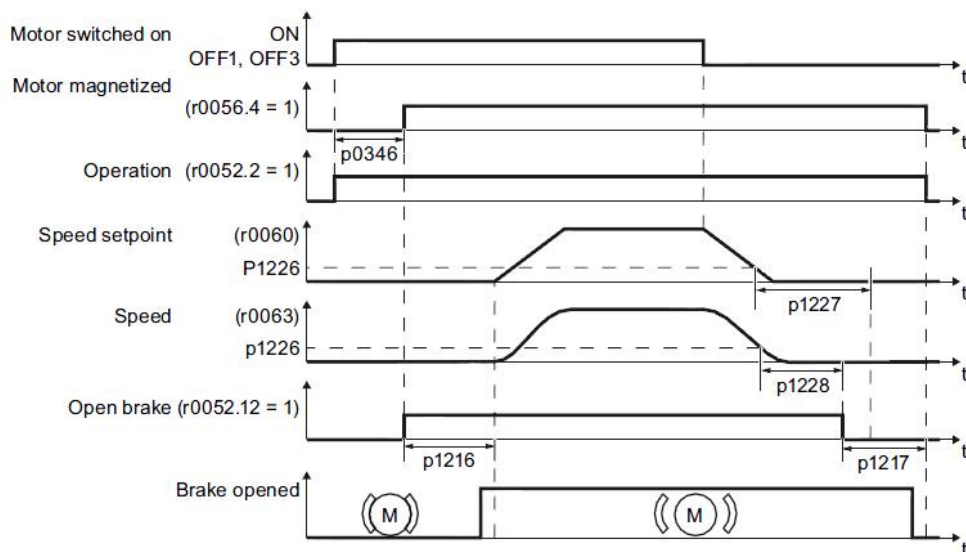 Motor switched on
ON
OFF1, OFF3
t
Motor magnetized
(r0056.4 = 1)
t
p0346
Operation (r0052.2 = 1)
t
Speed setpoint (r0060)
P1226
t
p1227
Speed (r0063)
p1226
t
p1228
Open brake (r0052.12 = 1)
t
p1216
p1217
Brake opened
M
M
t